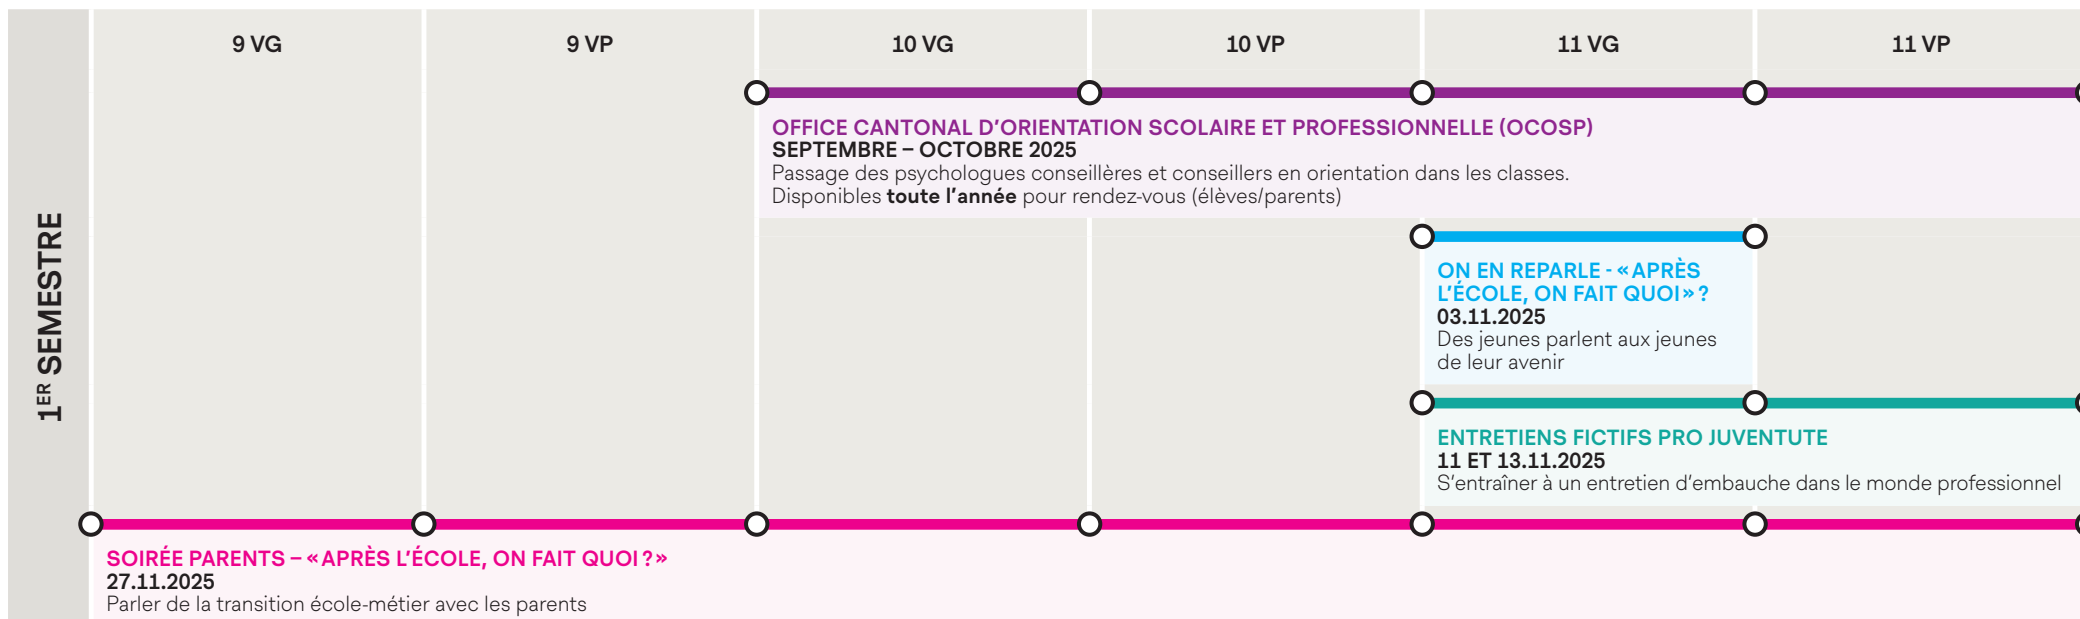 9 VG
9 VP
10 VG
10 VP
11 VG
11 VP
1ER SEMESTRE
OFFICE CANTONAL D'ORIENTATION SCOLAIRE ET PROFESSIONNELLE (OCOSP)
SEPTEMBRE – OCTOBRE 2025
Passage des psychologues conseillères et conseillers en orientation dans les classes.
Disponibles toute l'année pour rendez-vous (élèves/parents)
ON EN REPARLE - « APRÈS
L'ÉCOLE, ON FAIT QUOI » ?
03.11.2025
Des jeunes parlent aux jeunes
de leur avenir
ENTRETIENS FICTIFS PRO JUVENTUTE
11 ET 13.11.2025
S'entraîner à un entretien d'embauche dans le monde professionnel
SOIRÉE PARENTS – « APRÈS L'ÉCOLE, ON FAIT QUOI ? »
27.11.2025
Parler de la transition école-métier avec les parents